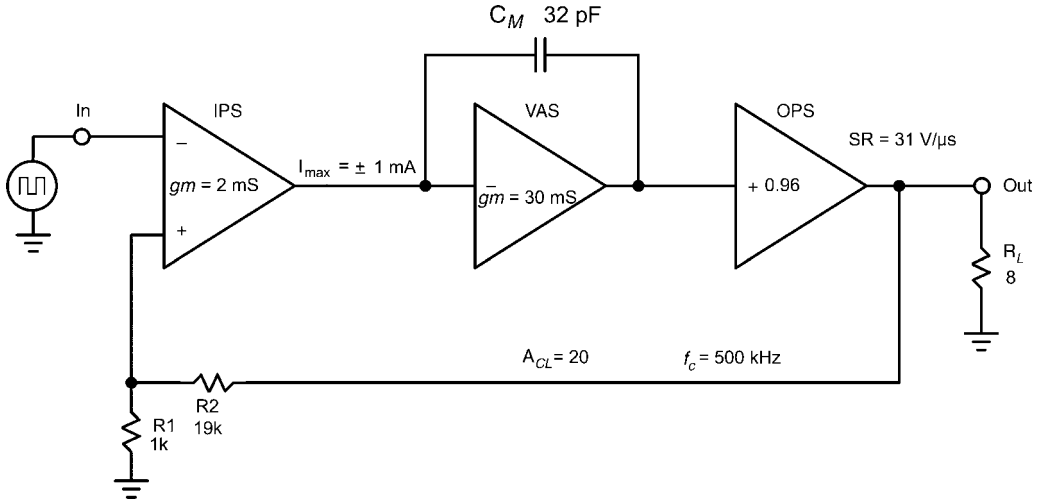 C_M 32 pF
In
IPS
VAS
OPS
SR = 31 V/µs
−
gm = 2 mS
+
I_max = ± 1 mA
−
gm = 30 mS
+ 0.96
Out
R_L
8
A_CL = 20
f_c = 500 kHz
R2
19k
R1
1k